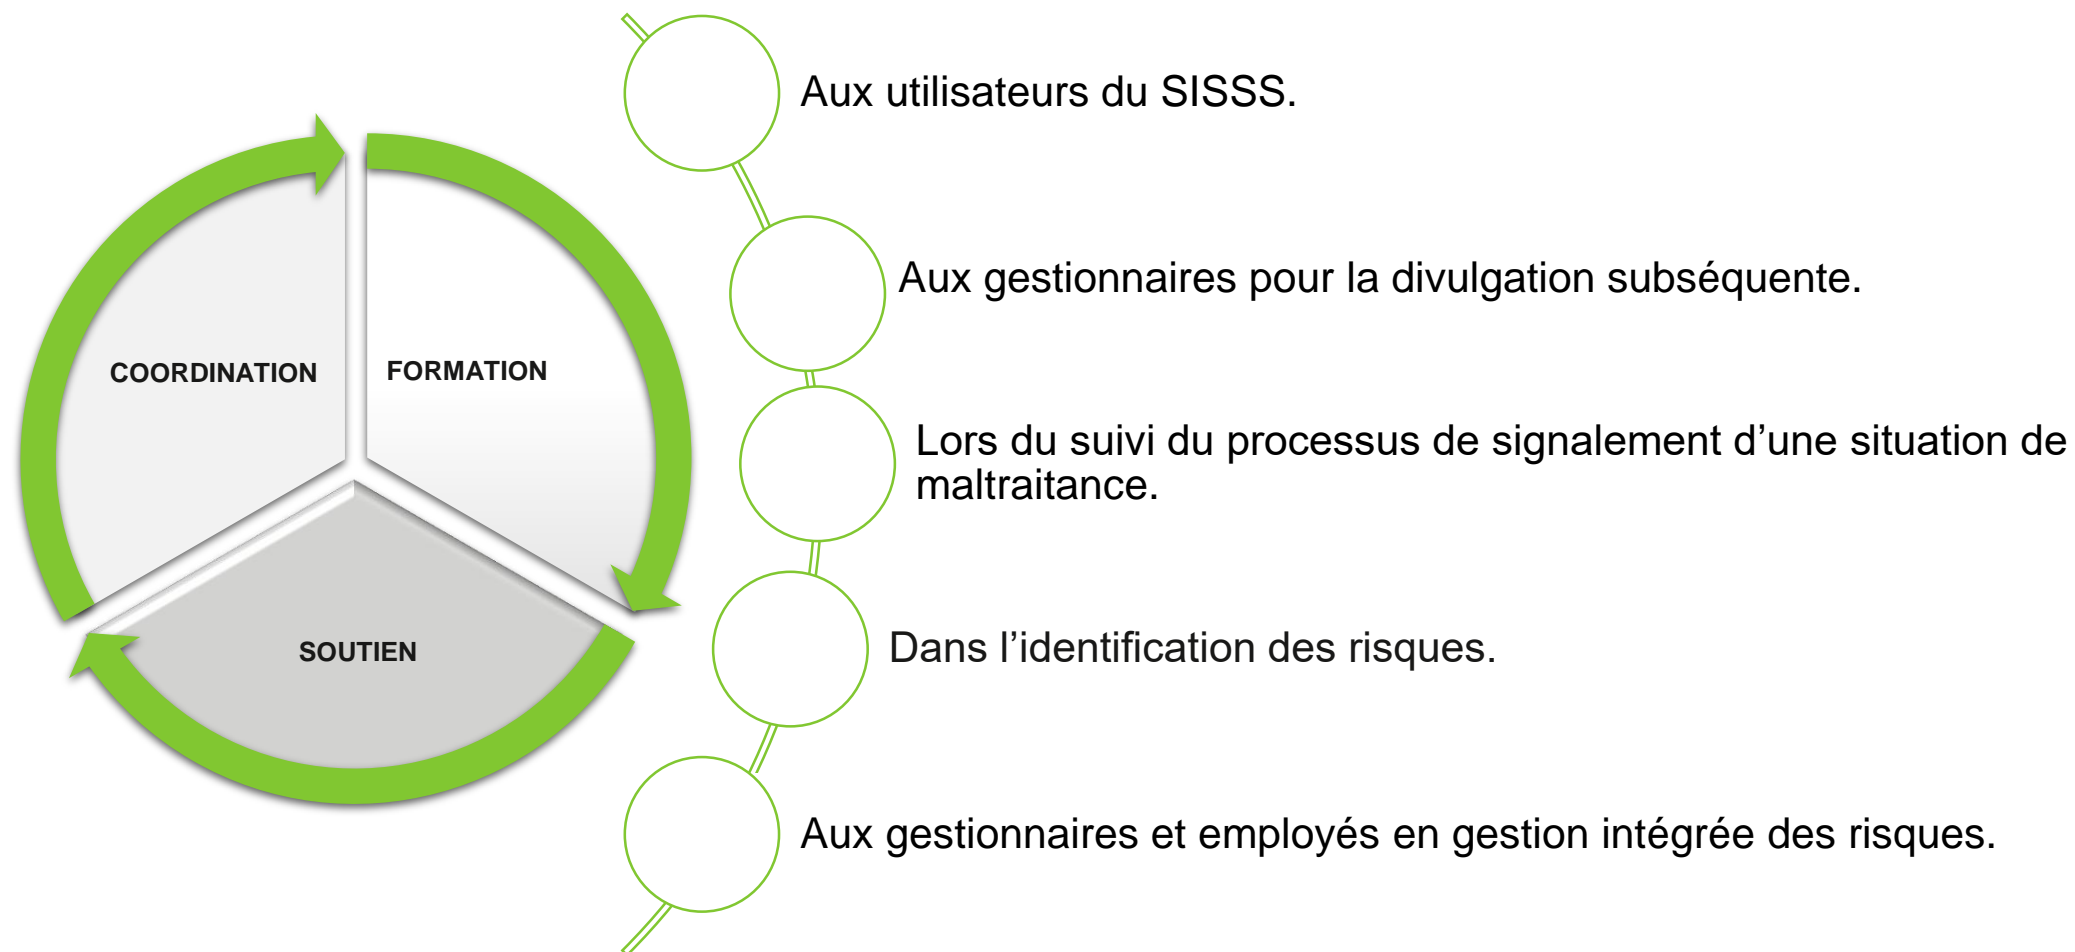 COORDINATION
FORMATION
SOUTIEN
Aux utilisateurs du SISSS.
Aux gestionnaires pour la divulgation subséquente.
Lors du suivi du processus de signalement d’une situation de
maltraitance.
Dans l’identification des risques.
Aux gestionnaires et employés en gestion intégrée des risques.